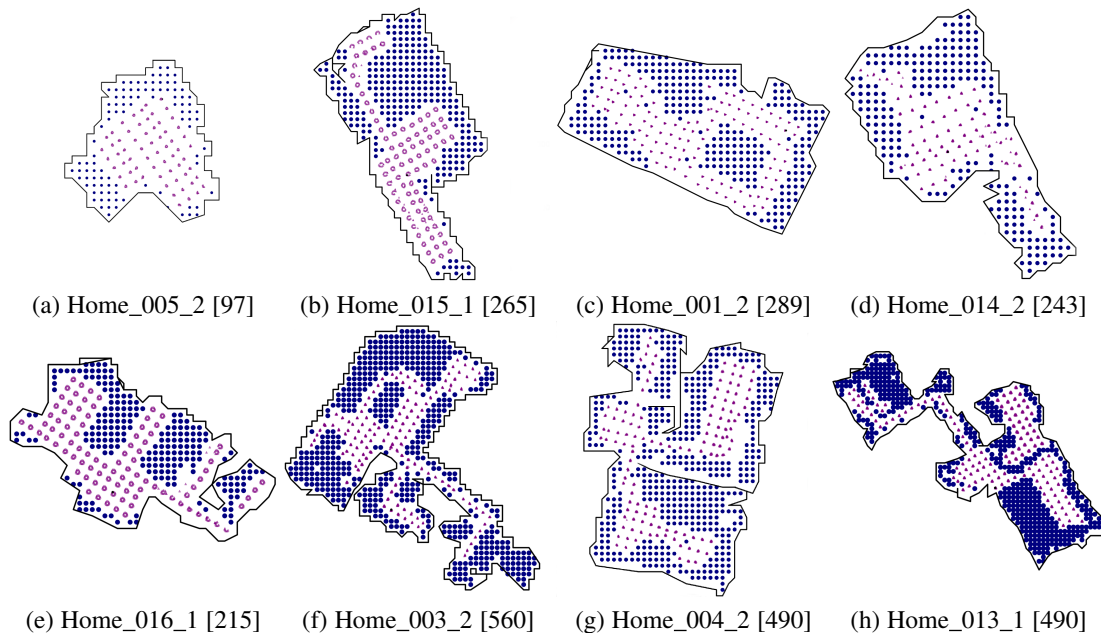 (a) Home_005_2 [97] (b) Home_015_1 [265] (c) Home_001_2 [289] (d) Home_014_2 [243]
(e) Home_016_1 [215] (f) Home_003_2 [560] (g) Home_004_2 [490] (h) Home_013_1 [490]